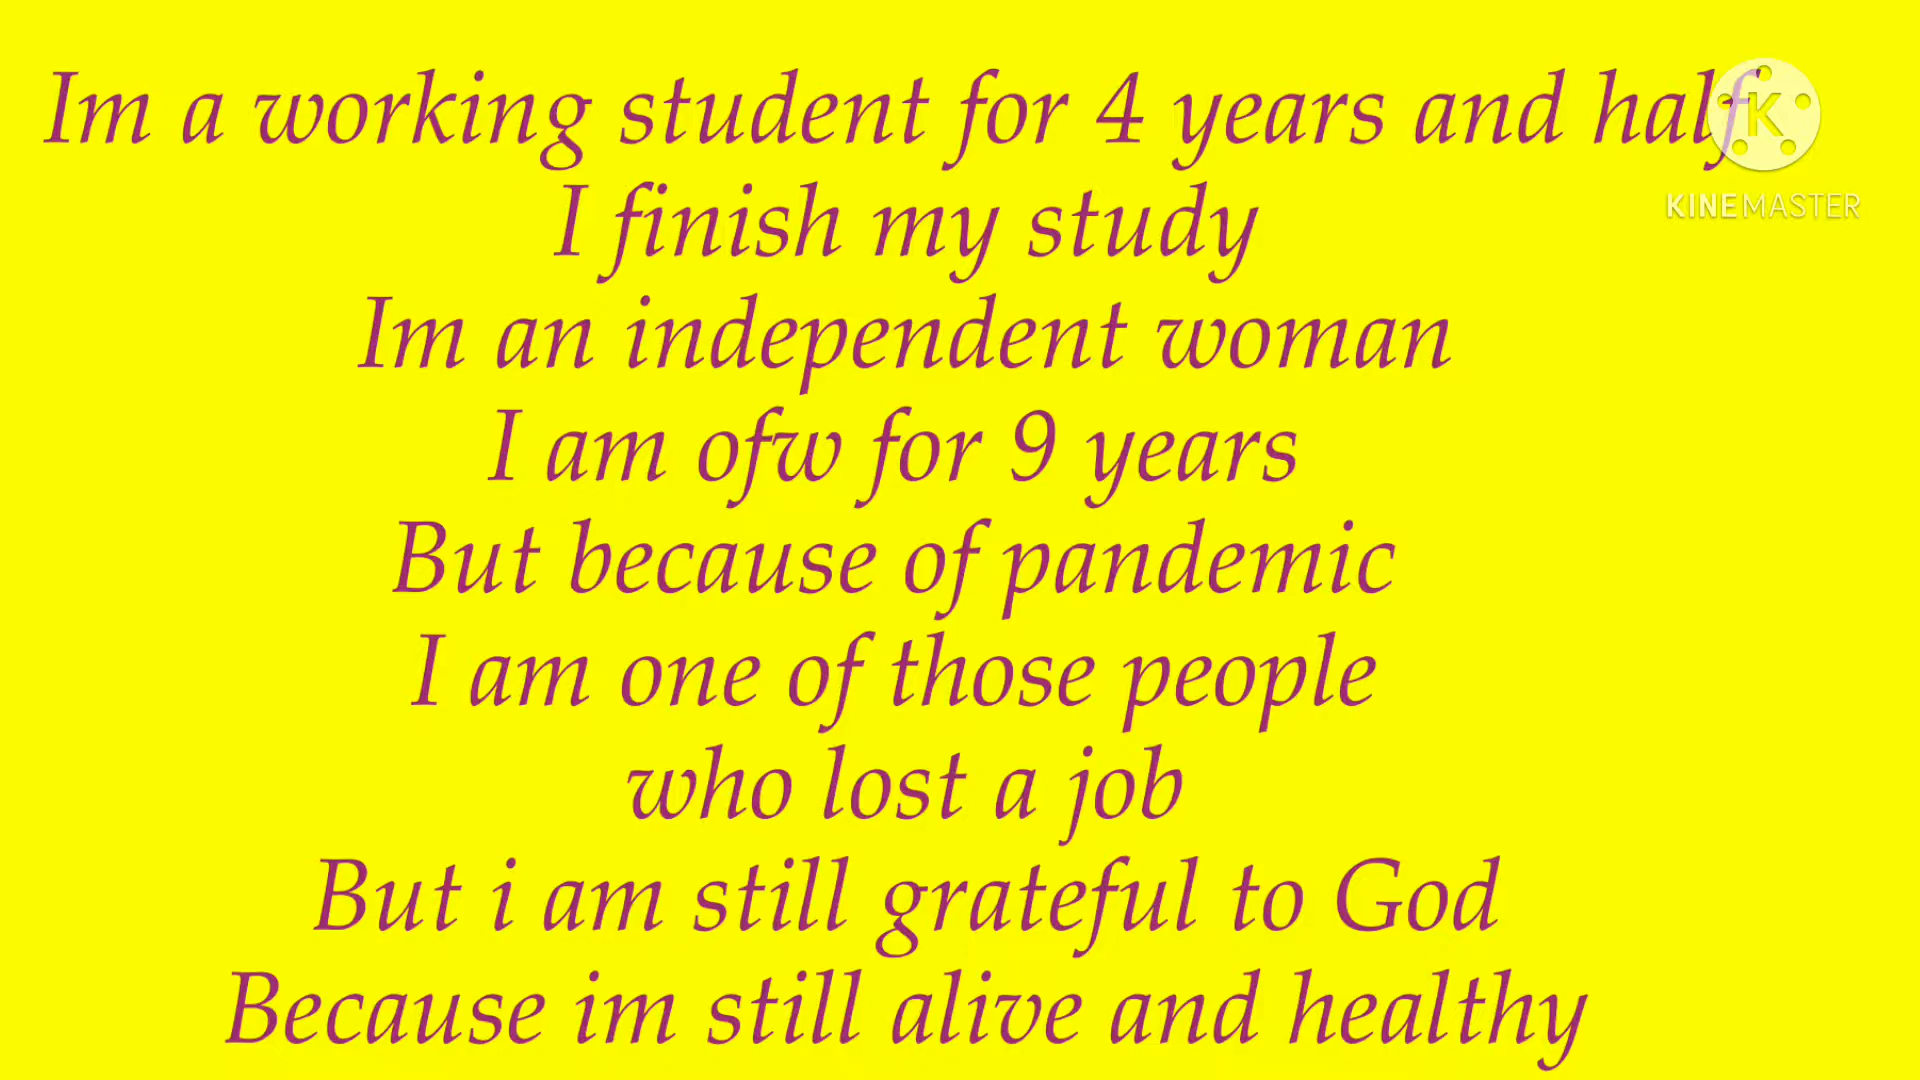 Im a working student for 4 years and half
I finish my study
Im an independent woman
I am ofw for 9 years
But because of pandemic
I am one of those people
who lost a job
But i am still grateful to God
Because im still alive and healthy
K
KINEMASTER